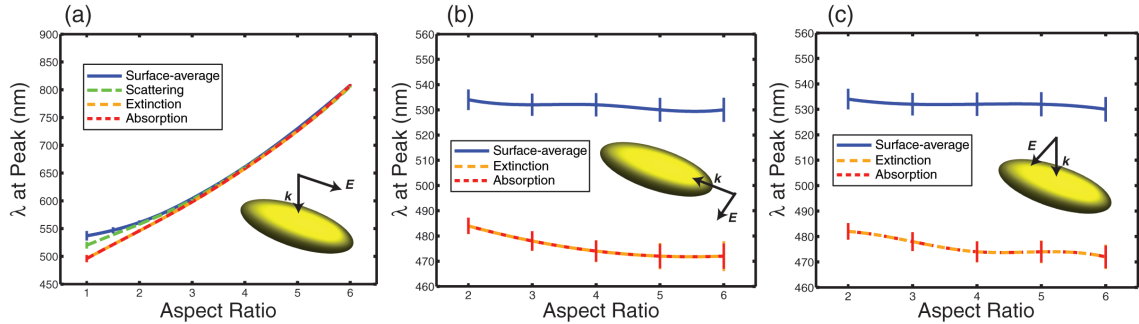 (a)
λ at Peak (nm)
900
850
800
750
700
650
600
550
500
450
Surface-average
Scattering
Extinction
Absorption
k
E
1
2
3
4
5
6
Aspect Ratio
(b)
λ at Peak (nm)
560
550
540
530
520
510
500
490
480
470
460
Surface-average
Extinction
Absorption
k
E
2
3
4
5
6
Aspect Ratio
(c)
λ at Peak (nm)
560
550
540
530
520
510
500
490
480
470
460
Surface-average
Extinction
Absorption
E
k
2
3
4
5
6
Aspect Ratio